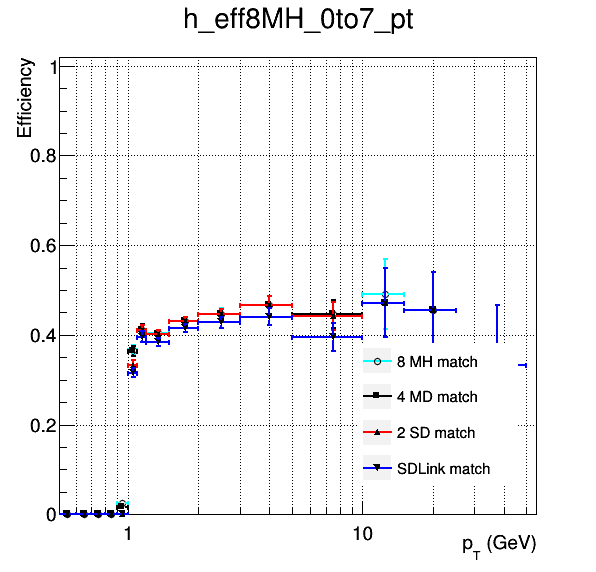 h_eff8MH_0to7_pt
Efficiency
1
0.8
0.6
0.4
0.2
0
8 MH match
4 MD match
2 SD match
SDLink match
1
10
p_T (GeV)